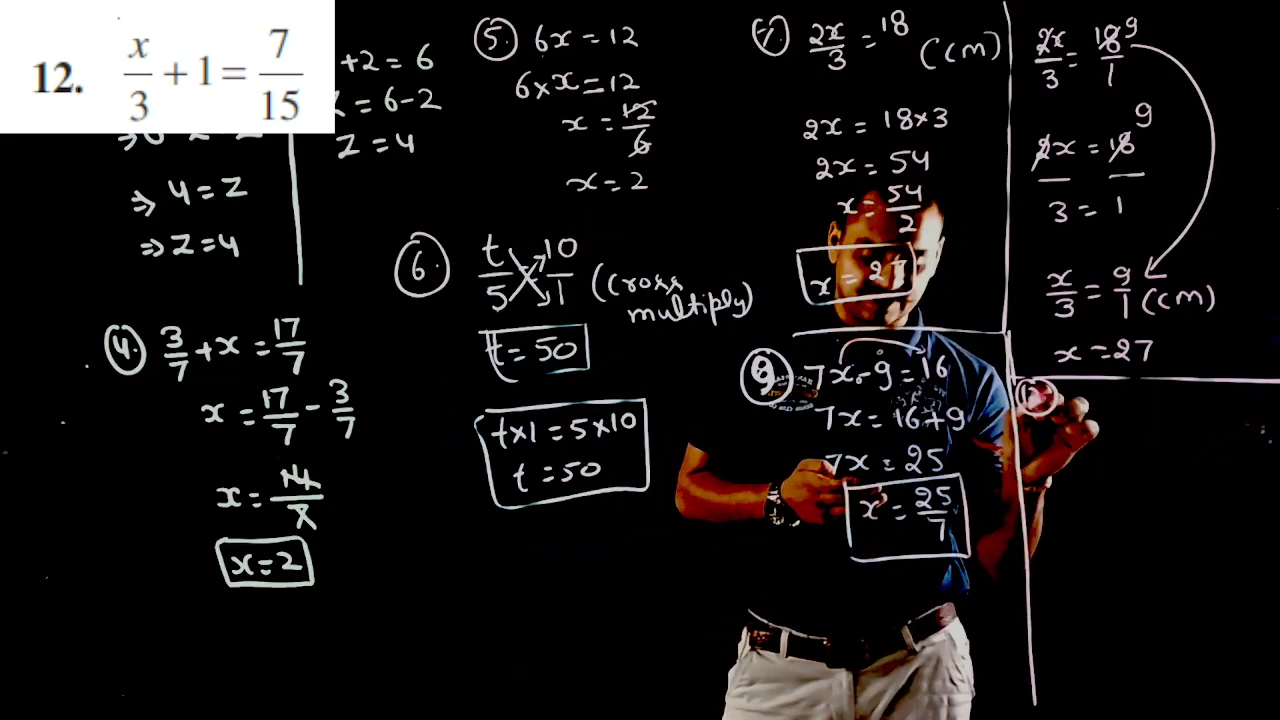 12. x/3 + 1 = 7/15
+2 = 6
= 6-2
z = 4
⇒ 4 = z
⇒ z = 4
4. 3/7 + x = 17/7
x = 17/7 - 3/7
x = 14/7
x = 2
5. 6x = 12
6 × x = 12
x = 12/6
x = 2
6. t/5 = 10/1 (cross multiply)
t = 50
t×1 = 5×10
t = 50
2x/3 = 18 (cm)
2x = 18×3
2x = 54
x = 54/2
x = 27
2x/3 = 18/1 9
2x = 18 9
3 = 1
x/3 = 9/1 (cm)
x = 27
9 7x - 9 = 16
7x = 16+9
7x = 25
x = 25/7